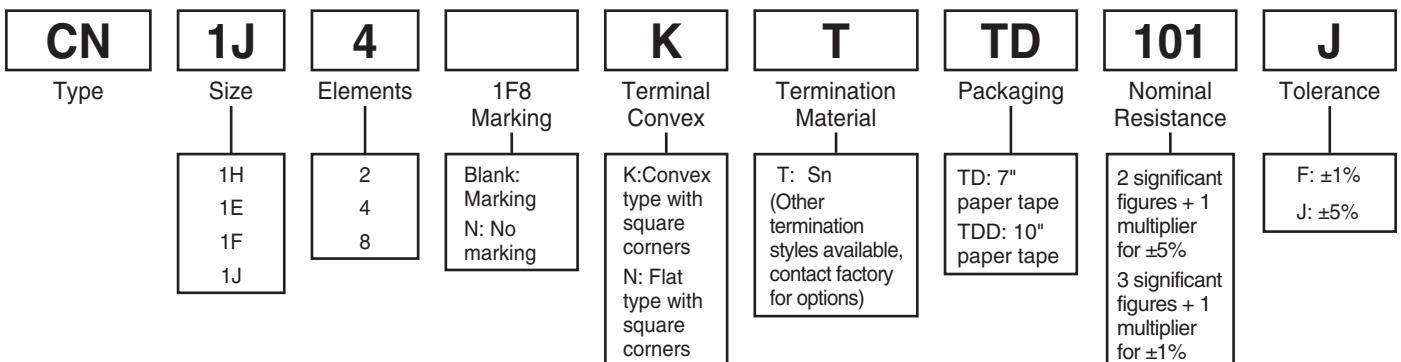 CN 1J 4 K T TD 101 J
Type Size Elements 1F8 Marking Terminal Convex Termination Material Packaging Nominal Resistance Tolerance
1H
1E
1F
1J
2
4
8
Blank:
Marking
N: No
marking
K:Convex
type with
square
corners
N: Flat
type with
square
corners
T: Sn
(Other
termination
styles available,
contact factory
for options)
TD: 7"
paper tape
TDD: 10"
paper tape
2 significant
figures + 1
multiplier
for ±5%
3 significant
figures + 1
multiplier
for ±1%
F: ±1%
J: ±5%